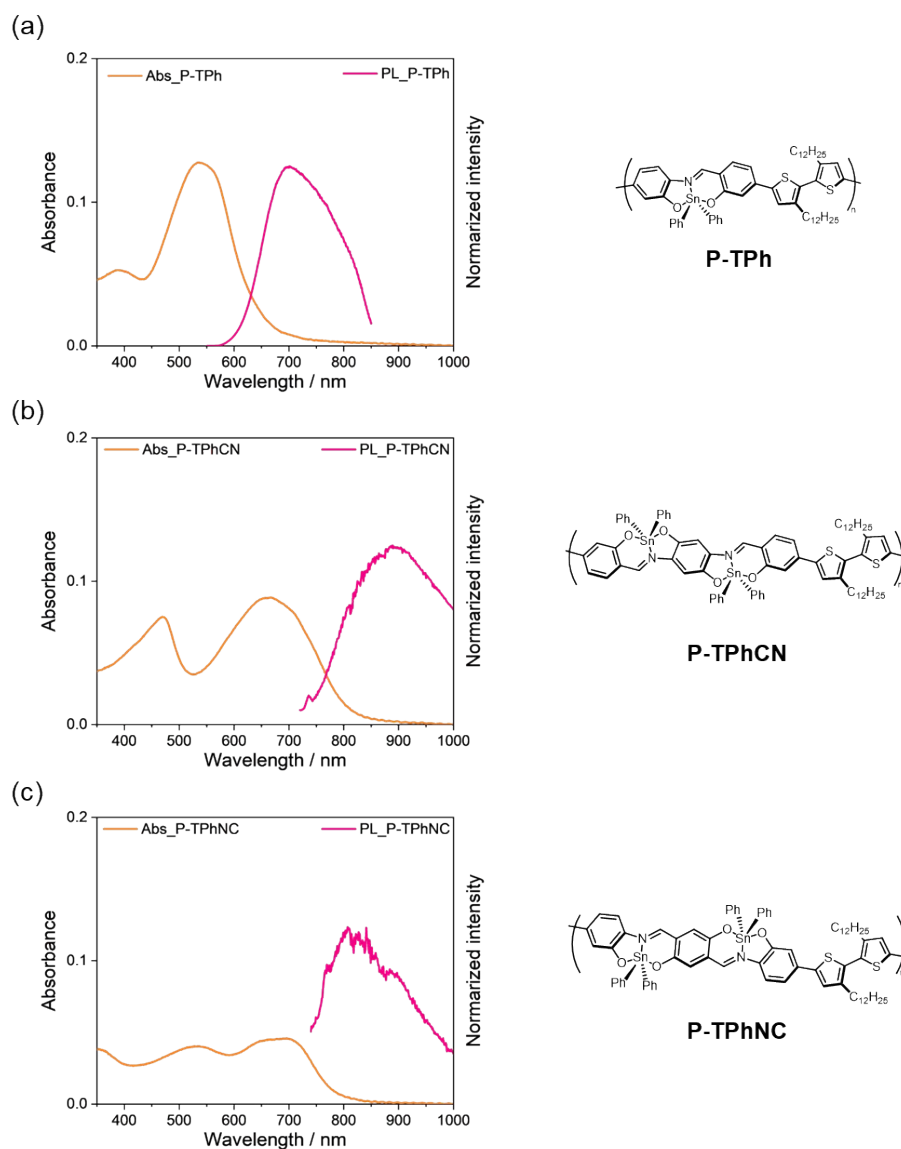 (a)
0.2
Abs_P-TPh
PL_P-TPh
0.1
0.0
Absorbance
Normarized intensity
400 500 600 700 800 900 1000
Wavelength / nm
C12H25
N
S
S
O
Sn
O
n
Ph
Ph
C12H25
P-TPh
(b)
0.2
Abs_P-TPhCN
PL_P-TPhCN
0.1
0.0
Absorbance
Normarized intensity
400 500 600 700 800 900 1000
Wavelength / nm
Ph
Ph
C12H25
O
Sn
O
N
S
S
n
N
O
Sn
O
Ph
Ph
C12H25
P-TPhCN
(c)
0.2
Abs_P-TPhNC
PL_P-TPhNC
0.1
0.0
Absorbance
Normarized intensity
400 500 600 700 800 900 1000
Wavelength / nm
Ph
Ph
C12H25
N
O
Sn
O
S
S
n
O
Sn
O
N
Ph
Ph
C12H25
P-TPhNC